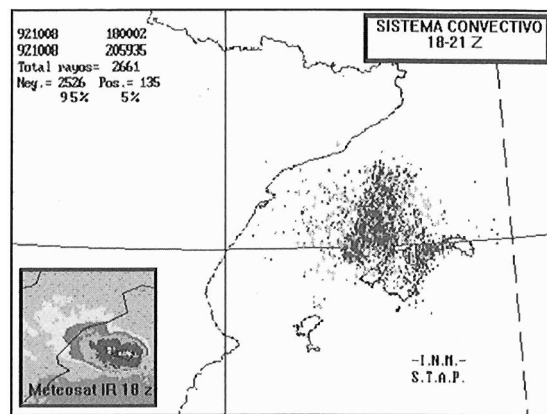 921008 180002
921008 205935
Total rayos= 2661
Neg.= 2526 Pos.= 135
95% 5%
SISTEMA CONVECTIVO
18-21 Z
Meteosat IR 18 z
-I.N.M.-
S.T.A.P.